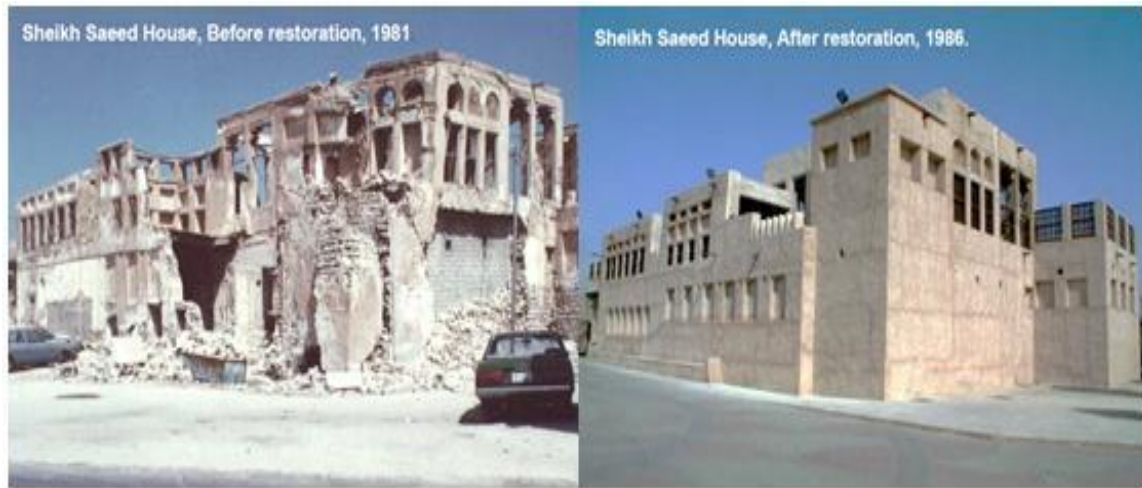 Sheikh Saeed House, Before restoration, 1981
Sheikh Saeed House, After restoration, 1986.